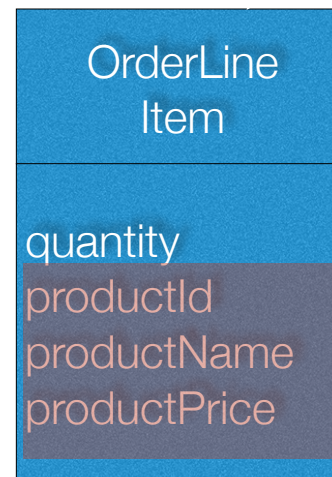 OrderLine
Item
quantity
productId
productName
productPrice